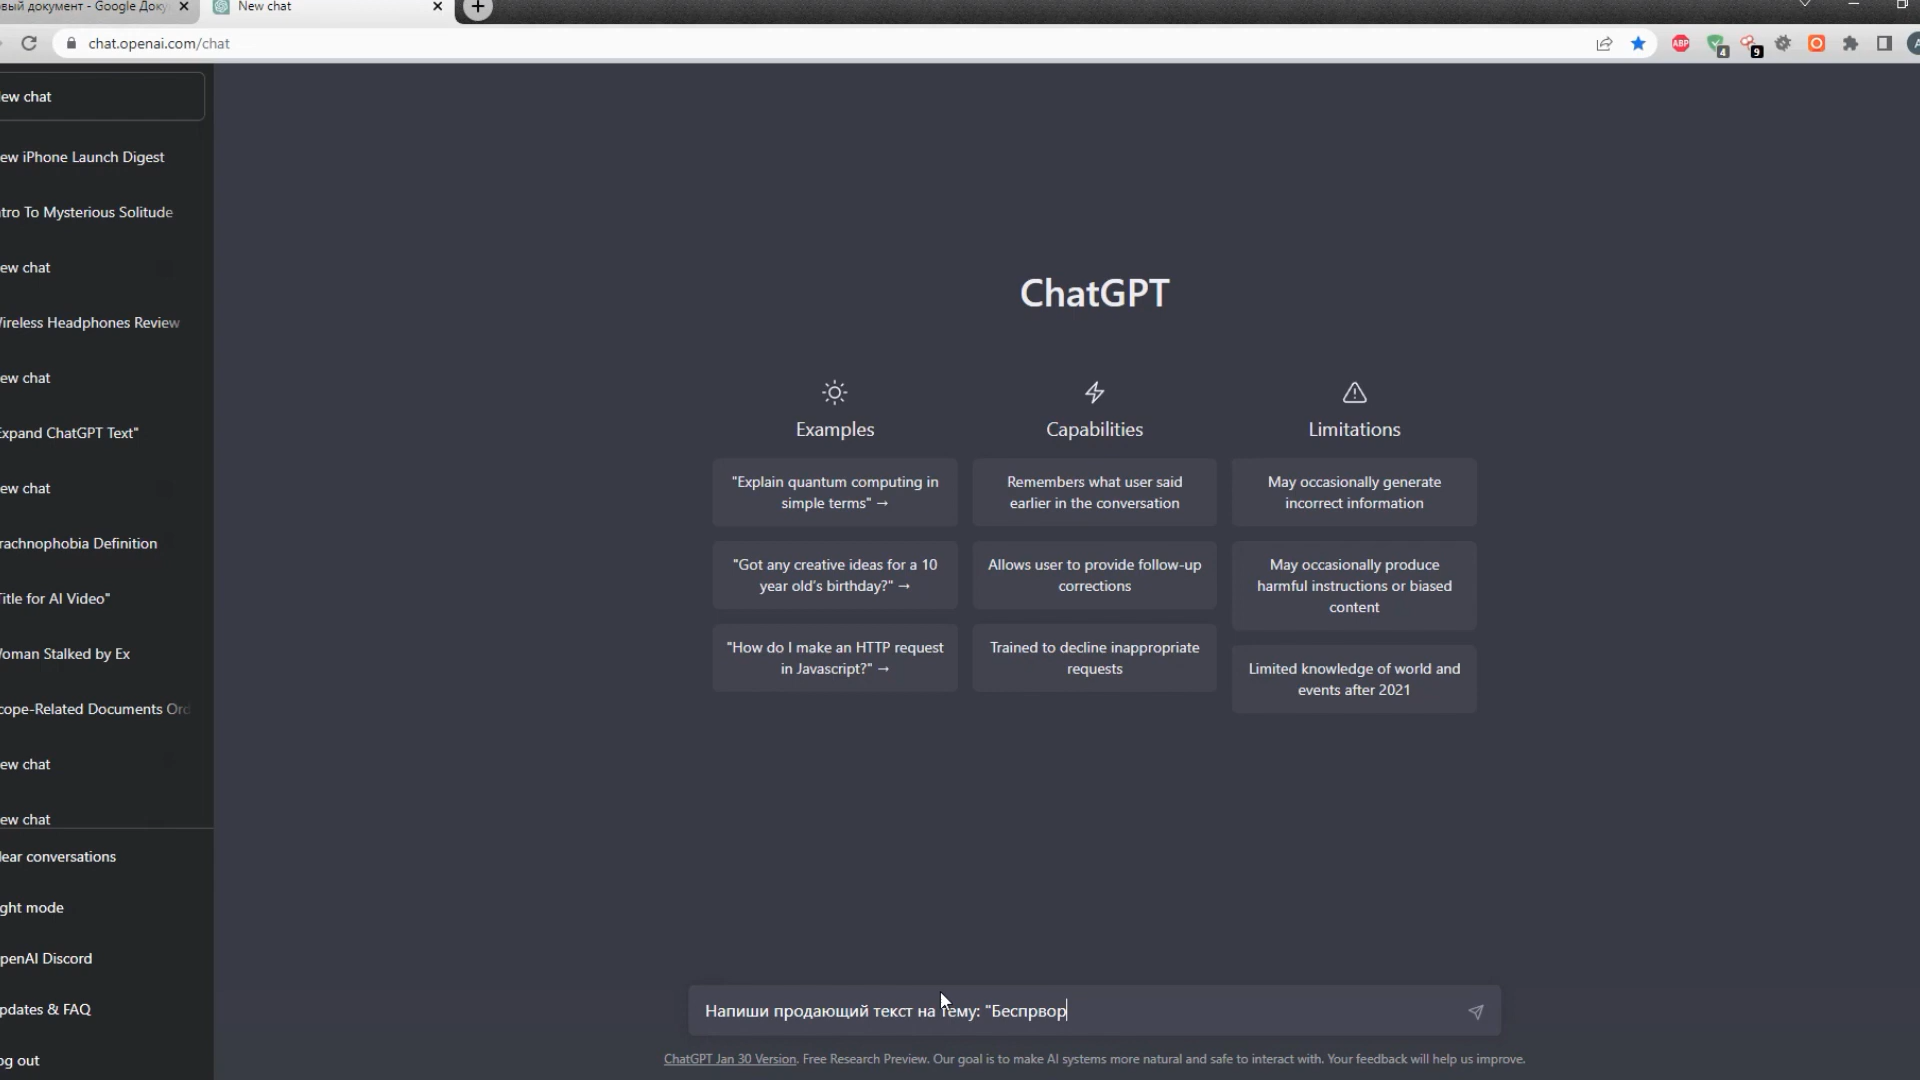 вый документ - Google Доку
New chat
chat.openai.com/chat
ABP
4
9
ew chat
ew iPhone Launch Digest
tro To Mysterious Solitude
ew chat
ireless Headphones Review
ew chat
Expand ChatGPT Text"
ew chat
rachnophobia Definition
Title for AI Video"
oman Stalked by Ex
cope-Related Documents Ord
ew chat
ew chat
lear conversations
ght mode
penAI Discord
pdates & FAQ
og out
ChatGPT
Examples
"Explain quantum computing in
simple terms" →
"Got any creative ideas for a 10
year old's birthday?" →
"How do I make an HTTP request
in Javascript?" →
Capabilities
Remembers what user said
earlier in the conversation
Allows user to provide follow-up
corrections
Trained to decline inappropriate
requests
Limitations
May occasionally generate
incorrect information
May occasionally produce
harmful instructions or biased
content
Limited knowledge of world and
events after 2021
Напиши продающий текст на тему: "Беспрвор
ChatGPT Jan 30 Version. Free Research Preview. Our goal is to make AI systems more natural and safe to interact with. Your feedback will help us improve.